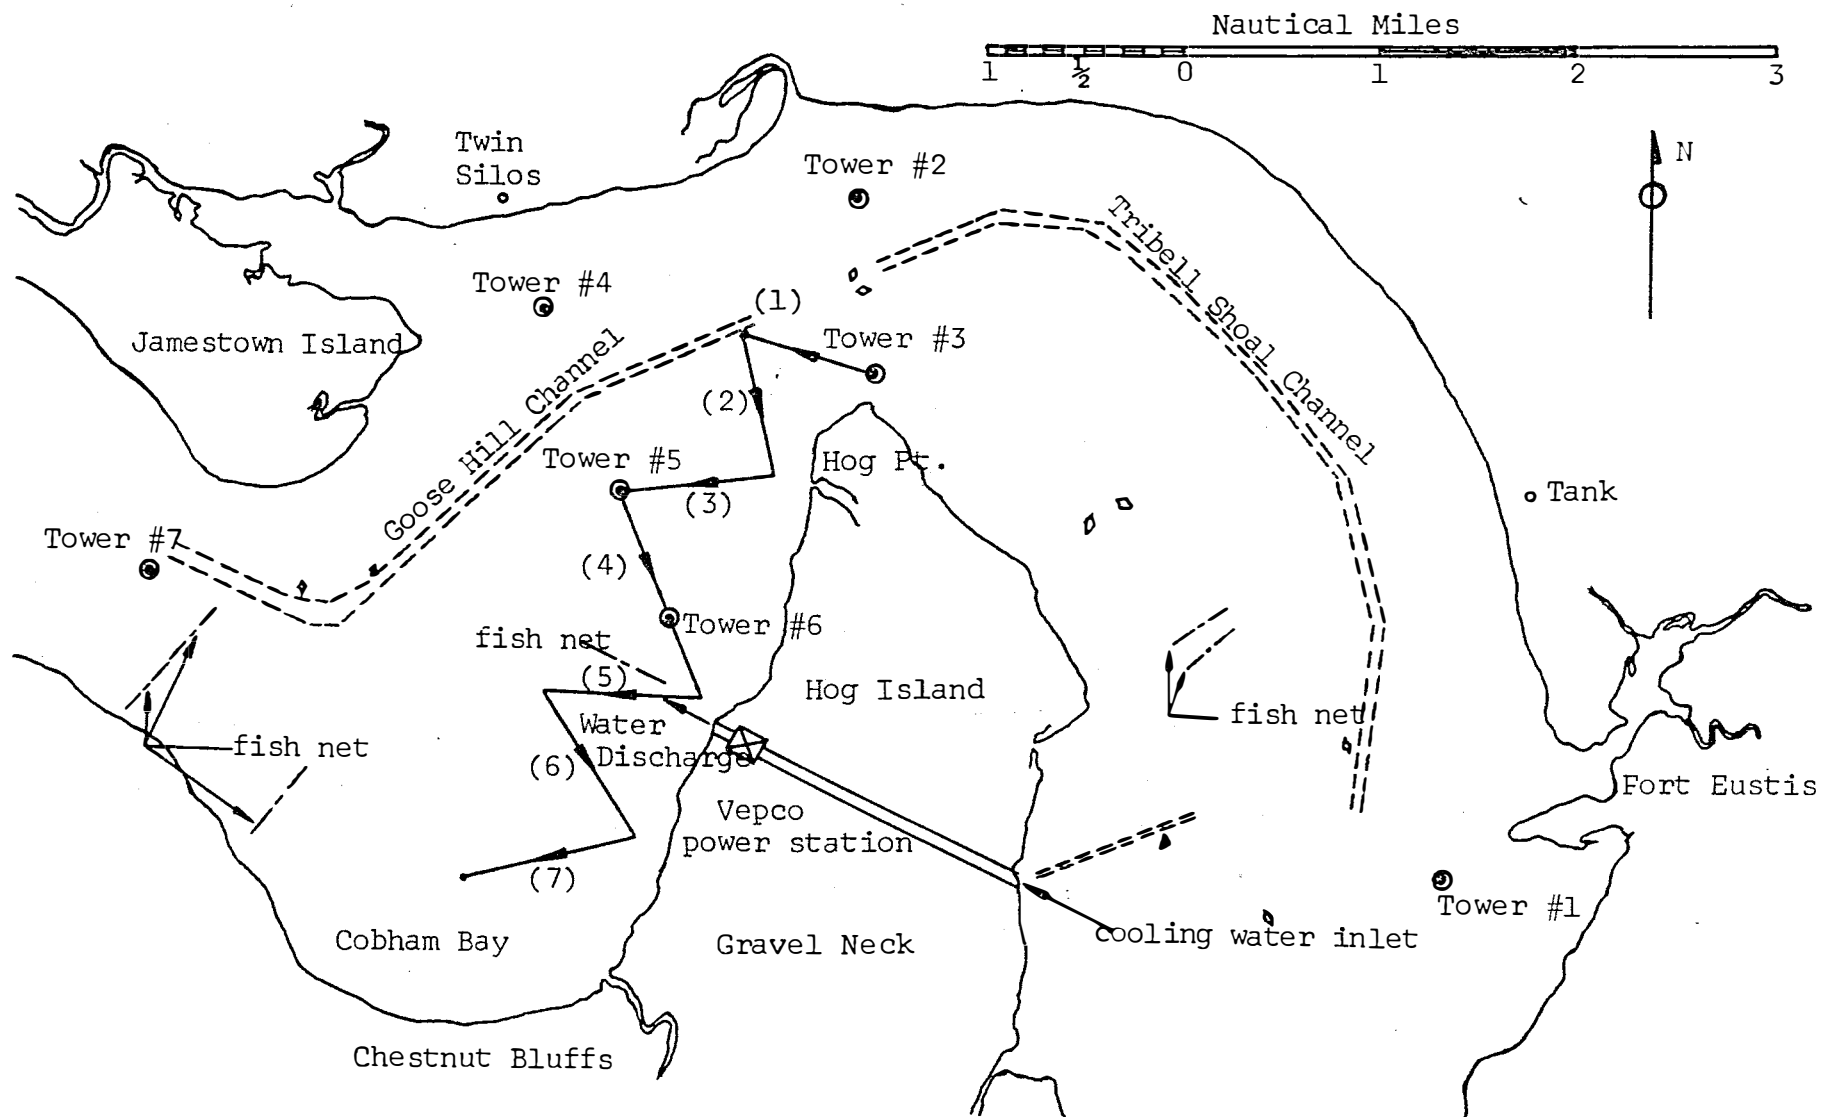 Nautical Miles
1 ½ 0 1 2 3
N
Twin
Silos
Tower #2
Tribell Shoal Channel
Tower #4
(1)
Jamestown Island
Tower #3
Goose Hill Channel
(2)
Tower #5
Hog Pt.
(3)
Tank
Tower #7
(4)
Tower #6
fish net
(5)
Hog Island
Water
Discharge
fish net
fish net
(6)
Vepco
power station
Fort Eustis
(7)
Tower #1
Cobham Bay
Gravel Neck
cooling water inlet
Chestnut Bluffs